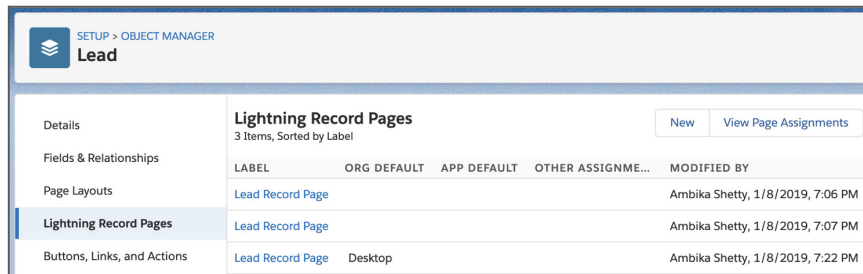 SETUP > OBJECT MANAGER
Lead
Details
Fields & Relationships
Page Layouts
Lightning Record Pages
Buttons, Links, and Actions
Lightning Record Pages
3 Items, Sorted by Label
New View Page Assignments
LABEL ORG DEFAULT APP DEFAULT OTHER ASSIGNME... MODIFIED BY
Lead Record Page Ambika Shetty, 1/8/2019, 7:06 PM
Lead Record Page Ambika Shetty, 1/8/2019, 7:07 PM
Lead Record Page Desktop Ambika Shetty, 1/8/2019, 7:22 PM